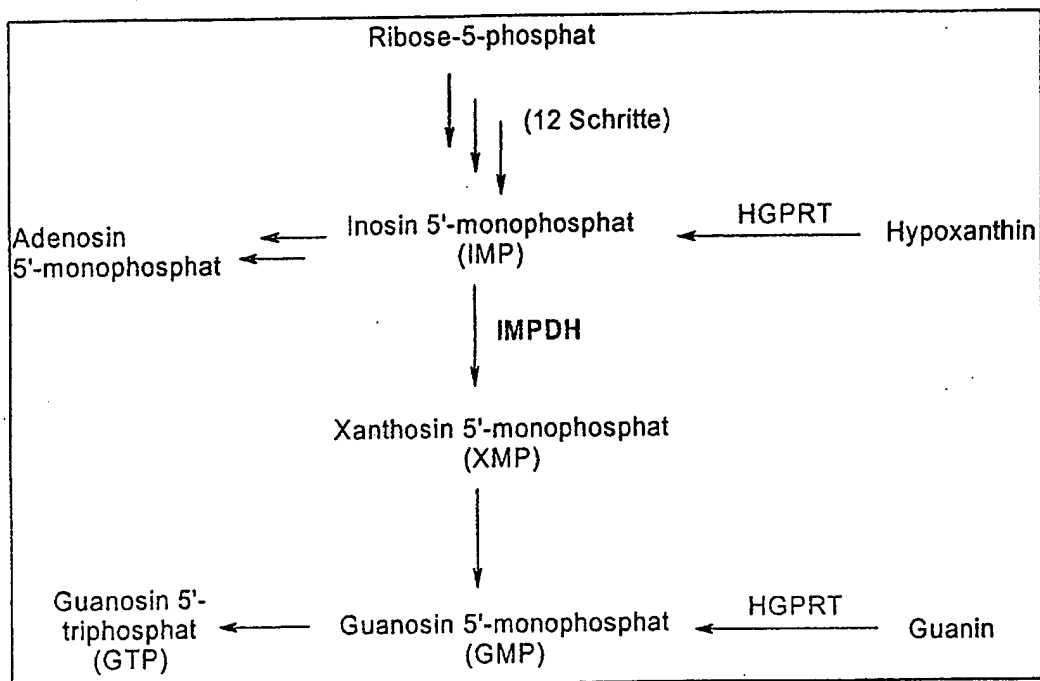 Ribose-5-phosphat
(12 Schritte)
Adenosin
5'-monophosphat
Inosin 5'-monophosphat
(IMP)
HGPRT
Hypoxanthin
IMPDH
Xanthosin 5'-monophosphat
(XMP)
Guanosin 5'-
triphosphat
(GTP)
Guanosin 5'-monophosphat
(GMP)
HGPRT
Guanin